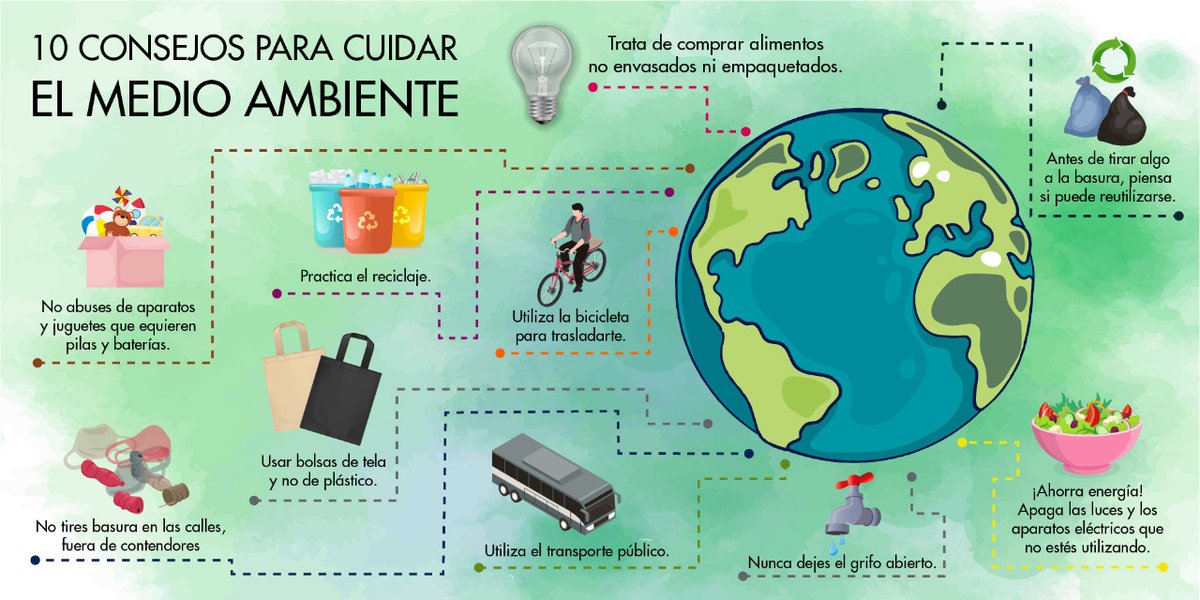 10 CONSEJOS PARA CUIDAR
EL MEDIO AMBIENTE
Trata de comprar alimentos
no envasados ni empaquetados.
Antes de tirar algo
a la basura, piensa
si puede reutilizarse.
No abuses de aparatos
y juguetes que equieren
pilas y baterías.
Practica el reciclaje.
Utiliza la bicicleta
para trasladarte.
Usar bolsas de tela
y no de plástico.
No tires basura en las calles,
fuera de contendores
Utiliza el transporte público.
Nunca dejes el grifo abierto.
¡Ahorra energía!
Apaga las luces y los
aparatos eléctricos que
no estés utilizando.